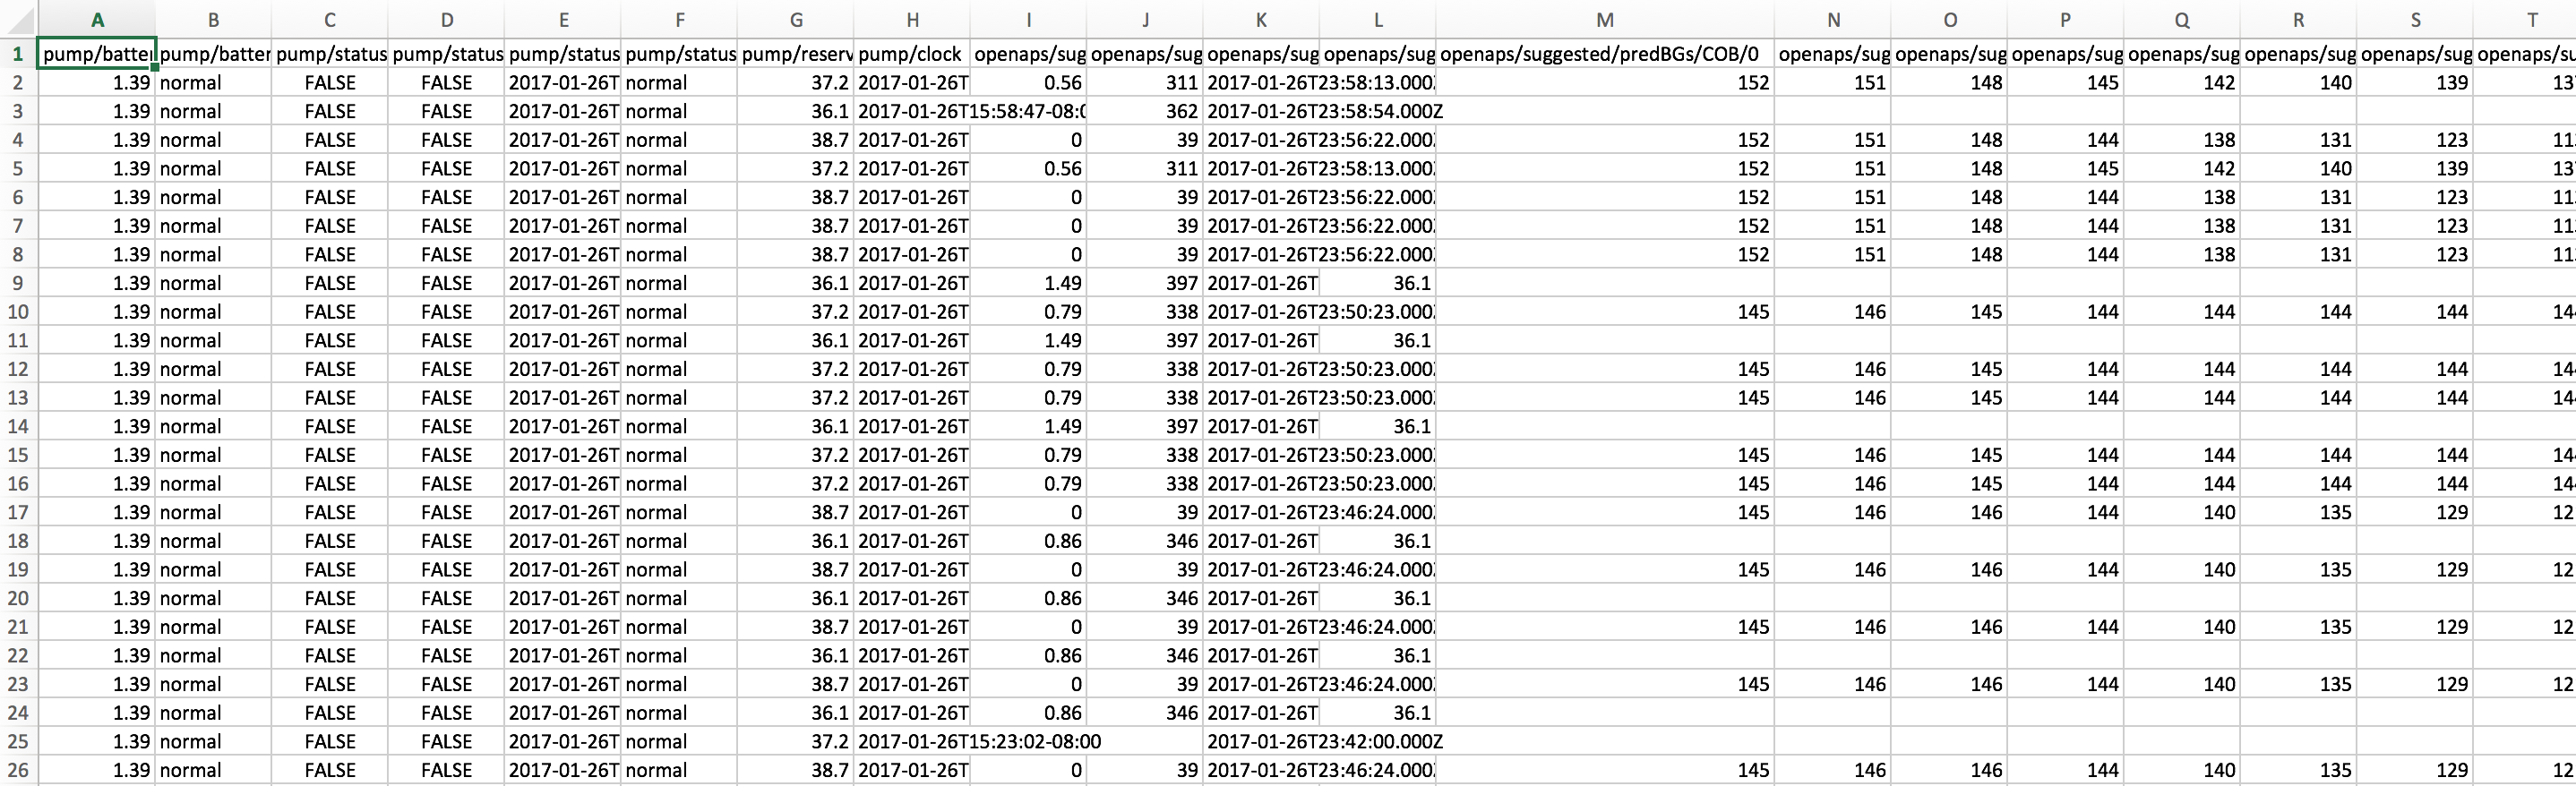 A B C D E F G H I J K L M N O P Q R S T
1 pump/batter pump/batter pump/status pump/status pump/status pump/status pump/reserv pump/clock openaps/sug openaps/sug openaps/sug openaps/sug openaps/suggested/predBGs/COB/0 openaps/sug openaps/sug openaps/sug openaps/sug openaps/sug openaps/sug openaps/su
2 1.39 normal FALSE FALSE 2017-01-26T normal 37.2 2017-01-26T 0.56 311 2017-01-26T23:58:13.000 152 151 148 145 142 140 139 13
3 1.39 normal FALSE FALSE 2017-01-26T normal 36.1 2017-01-26T15:58:47-08:0 362 2017-01-26T23:58:54.000Z
4 1.39 normal FALSE FALSE 2017-01-26T normal 38.7 2017-01-26T 0 39 2017-01-26T23:56:22.000 152 151 148 144 138 131 123 11
5 1.39 normal FALSE FALSE 2017-01-26T normal 37.2 2017-01-26T 0.56 311 2017-01-26T23:58:13.000 152 151 148 145 142 140 139 13
6 1.39 normal FALSE FALSE 2017-01-26T normal 38.7 2017-01-26T 0 39 2017-01-26T23:56:22.000 152 151 148 144 138 131 123 11
7 1.39 normal FALSE FALSE 2017-01-26T normal 38.7 2017-01-26T 0 39 2017-01-26T23:56:22.000 152 151 148 144 138 131 123 11
8 1.39 normal FALSE FALSE 2017-01-26T normal 38.7 2017-01-26T 0 39 2017-01-26T23:56:22.000 152 151 148 144 138 131 123 11
9 1.39 normal FALSE FALSE 2017-01-26T normal 36.1 2017-01-26T 1.49 397 2017-01-26T 36.1
10 1.39 normal FALSE FALSE 2017-01-26T normal 37.2 2017-01-26T 0.79 338 2017-01-26T23:50:23.000 145 146 145 144 144 144 144 14
11 1.39 normal FALSE FALSE 2017-01-26T normal 36.1 2017-01-26T 1.49 397 2017-01-26T 36.1
12 1.39 normal FALSE FALSE 2017-01-26T normal 37.2 2017-01-26T 0.79 338 2017-01-26T23:50:23.000 145 146 145 144 144 144 144 14
13 1.39 normal FALSE FALSE 2017-01-26T normal 37.2 2017-01-26T 0.79 338 2017-01-26T23:50:23.000 145 146 145 144 144 144 144 14
14 1.39 normal FALSE FALSE 2017-01-26T normal 36.1 2017-01-26T 1.49 397 2017-01-26T 36.1
15 1.39 normal FALSE FALSE 2017-01-26T normal 37.2 2017-01-26T 0.79 338 2017-01-26T23:50:23.000 145 146 145 144 144 144 144 14
16 1.39 normal FALSE FALSE 2017-01-26T normal 37.2 2017-01-26T 0.79 338 2017-01-26T23:50:23.000 145 146 145 144 144 144 144 14
17 1.39 normal FALSE FALSE 2017-01-26T normal 38.7 2017-01-26T 0 39 2017-01-26T23:46:24.000 145 146 146 144 140 135 129 12
18 1.39 normal FALSE FALSE 2017-01-26T normal 36.1 2017-01-26T 0.86 346 2017-01-26T 36.1
19 1.39 normal FALSE FALSE 2017-01-26T normal 38.7 2017-01-26T 0 39 2017-01-26T23:46:24.000 145 146 146 144 140 135 129 12
20 1.39 normal FALSE FALSE 2017-01-26T normal 36.1 2017-01-26T 0.86 346 2017-01-26T 36.1
21 1.39 normal FALSE FALSE 2017-01-26T normal 38.7 2017-01-26T 0 39 2017-01-26T23:46:24.000 145 146 146 144 140 135 129 12
22 1.39 normal FALSE FALSE 2017-01-26T normal 36.1 2017-01-26T 0.86 346 2017-01-26T 36.1
23 1.39 normal FALSE FALSE 2017-01-26T normal 38.7 2017-01-26T 0 39 2017-01-26T23:46:24.000 145 146 146 144 140 135 129 12
24 1.39 normal FALSE FALSE 2017-01-26T normal 36.1 2017-01-26T 0.86 346 2017-01-26T 36.1
25 1.39 normal FALSE FALSE 2017-01-26T normal 37.2 2017-01-26T15:23:02-08:00 2017-01-26T23:42:00.000Z
26 1.39 normal FALSE FALSE 2017-01-26T normal 38.7 2017-01-26T 0 39 2017-01-26T23:46:24.000 145 146 146 144 140 135 129 12